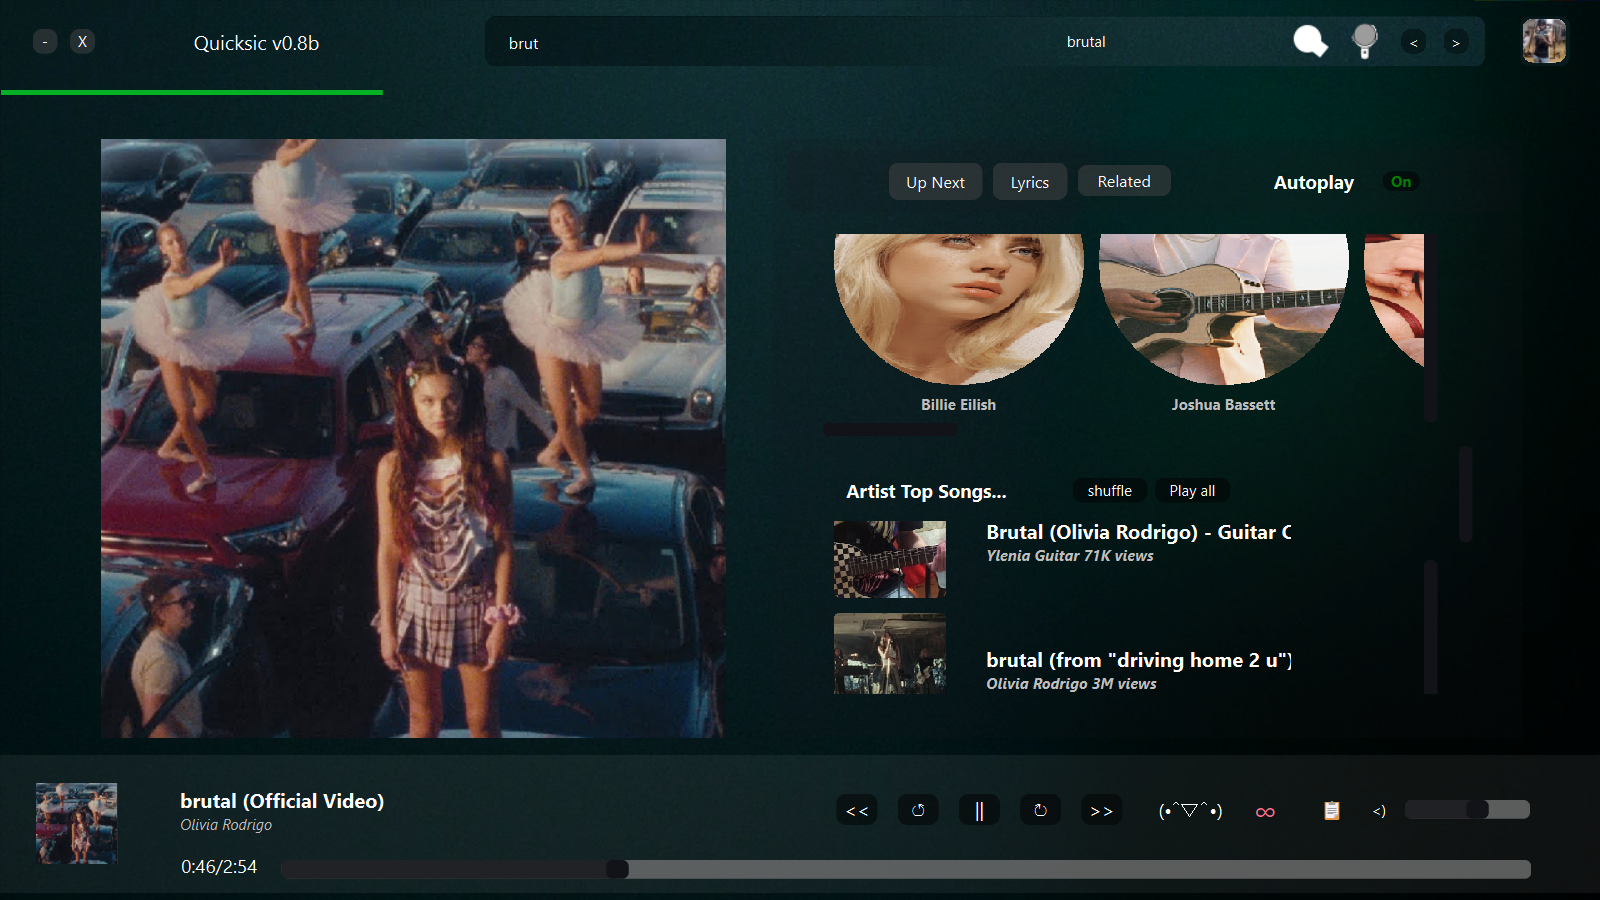 - X Quicksic v0.8b brut brutal < >
Up Next Lyrics Related Autoplay On
Billie Eilish Joshua Bassett
Artist Top Songs... shuffle Play all
Brutal (Olivia Rodrigo) - Guitar C
Ylenia Guitar 71K views
brutal (from "driving home 2 u")
Olivia Rodrigo 3M views
brutal (Official Video)
Olivia Rodrigo
<< || >> (•ˆ▽ˆ•) ∞ <)
0:46/2:54